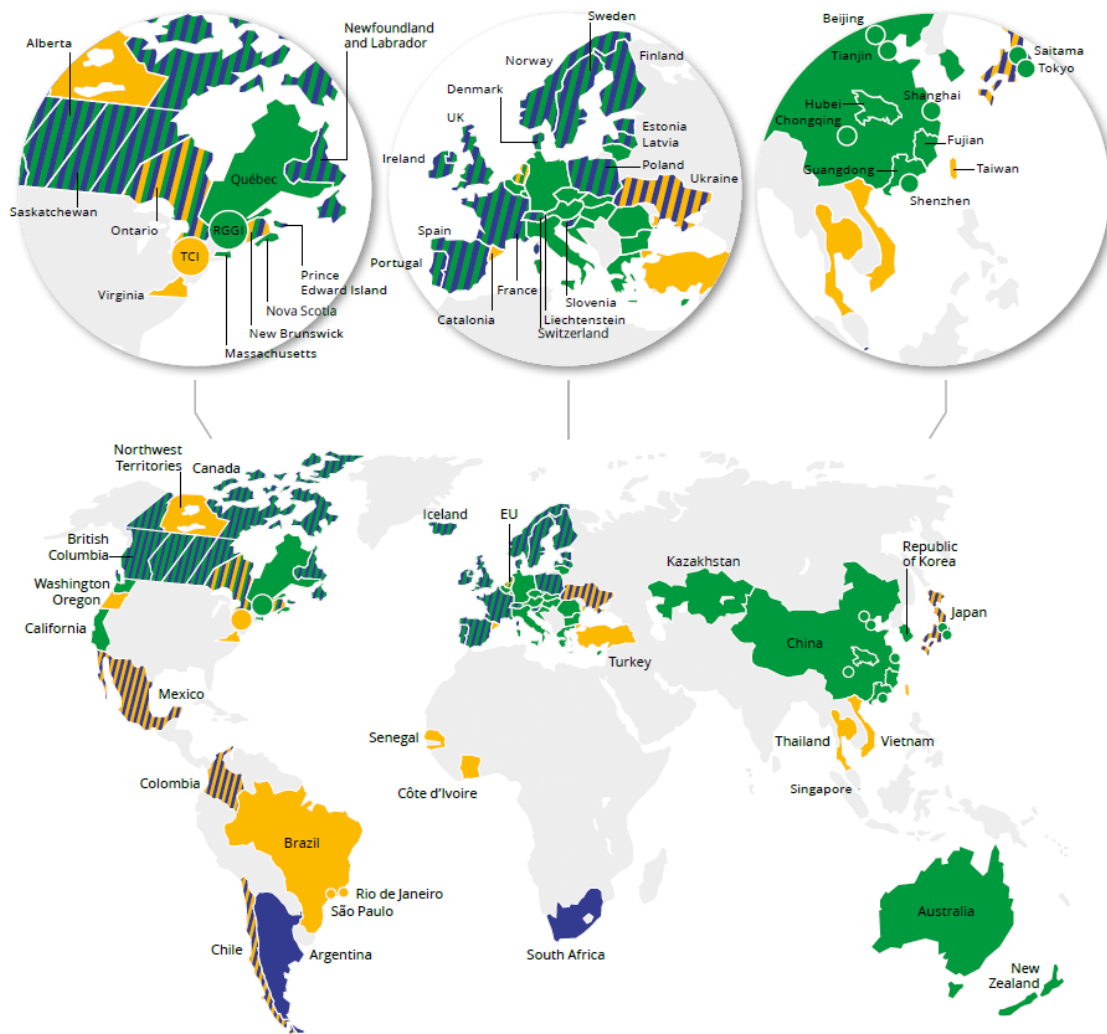 Alberta
Newfoundland
and Labrador
Saskatchewan
Ontario
Québec
RGGI
TCI
Virginia
Prince
Edward Island
Nova Scotia
New Brunswick
Massachusetts
Sweden
Norway
Finland
Denmark
UK
Ireland
Estonia
Latvia
Poland
Ukraine
Spain
Portugal
France
Slovenia
Catalonia
Liechtenstein
Switzerland
Beijing
Tianjin
Saitama
Tokyo
Hubei
Shanghai
Chongqing
Fujian
Guangdong
Taiwan
Shenzhen
Northwest
Territories
Canada
British
Columbia
Washington
Oregon
California
Mexico
Colombia
Brazil
Rio de Janeiro
São Paulo
Chile
Argentina
Iceland
EU
Kazakhstan
Republic
of Korea
China
Japan
Turkey
Senegal
Côte d’Ivoire
Thailand
Vietnam
Singapore
South Africa
Australia
New
Zealand